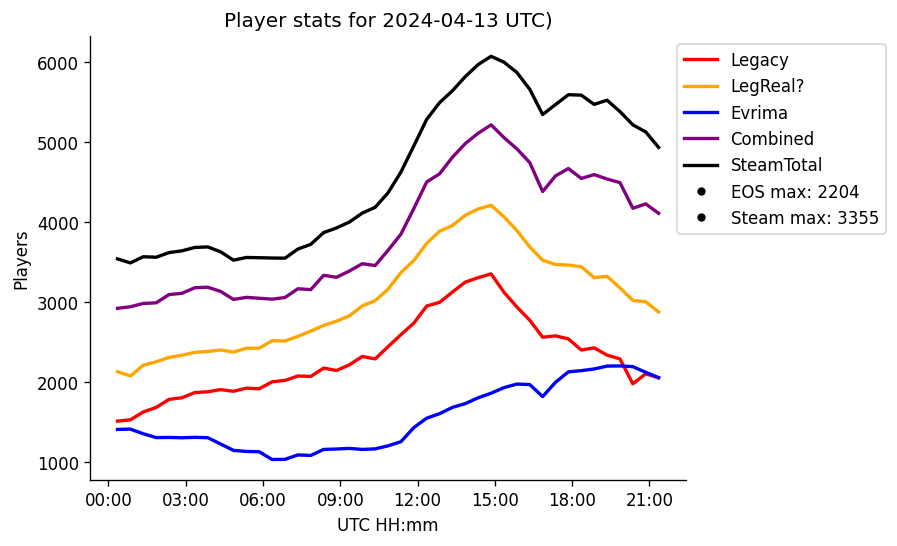 Player stats for 2024-04-13 UTC)
6000
5000
4000
3000
2000
1000
Players
00:00 03:00 06:00 09:00 12:00 15:00 18:00 21:00
UTC HH:mm
Legacy
LegReal?
Evrima
Combined
SteamTotal
EOS max: 2204
Steam max: 3355